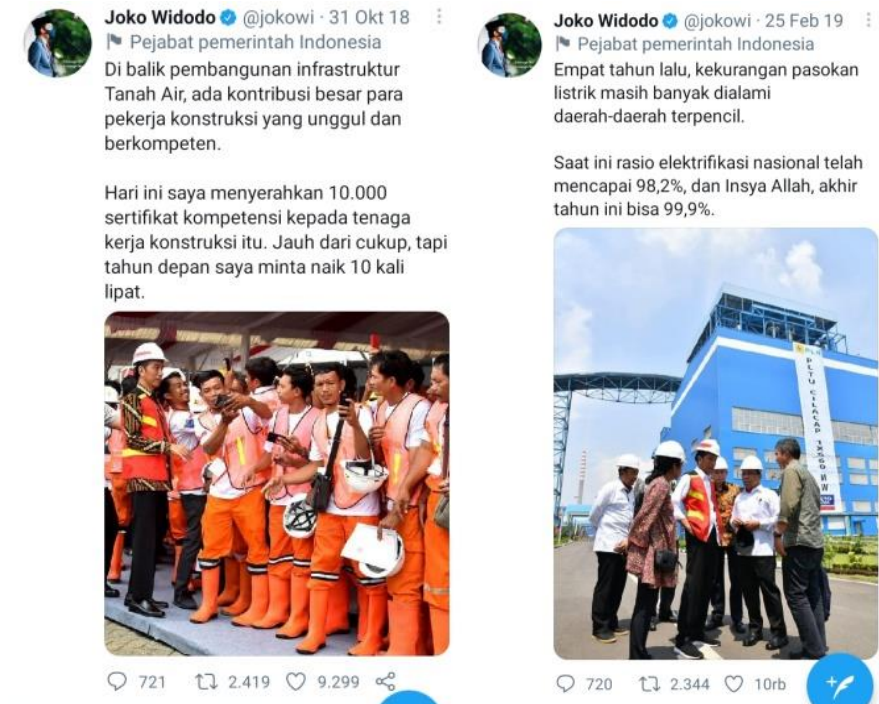 Joko Widodo @jokowi · 31 Okt 18
Pejabat pemerintah Indonesia
Di balik pembangunan infrastruktur
Tanah Air, ada kontribusi besar para
pekerja konstruksi yang unggul dan
berkompeten.
Hari ini saya menyerahkan 10.000
sertifikat kompetensi kepada tenaga
kerja konstruksi itu. Jauh dari cukup, tapi
tahun depan saya minta naik 10 kali
lipat.
721 2.419 9.299
Joko Widodo @jokowi · 25 Feb 19
Pejabat pemerintah Indonesia
Empat tahun lalu, kekurangan pasokan
listrik masih banyak dialami
daerah-daerah terpencil.
Saat ini rasio elektrifikasi nasional telah
mencapai 98,2%, dan Insya Allah, akhir
tahun ini bisa 99,9%.
PLTU CILACAP 1X660 MW
720 2.344 10rb